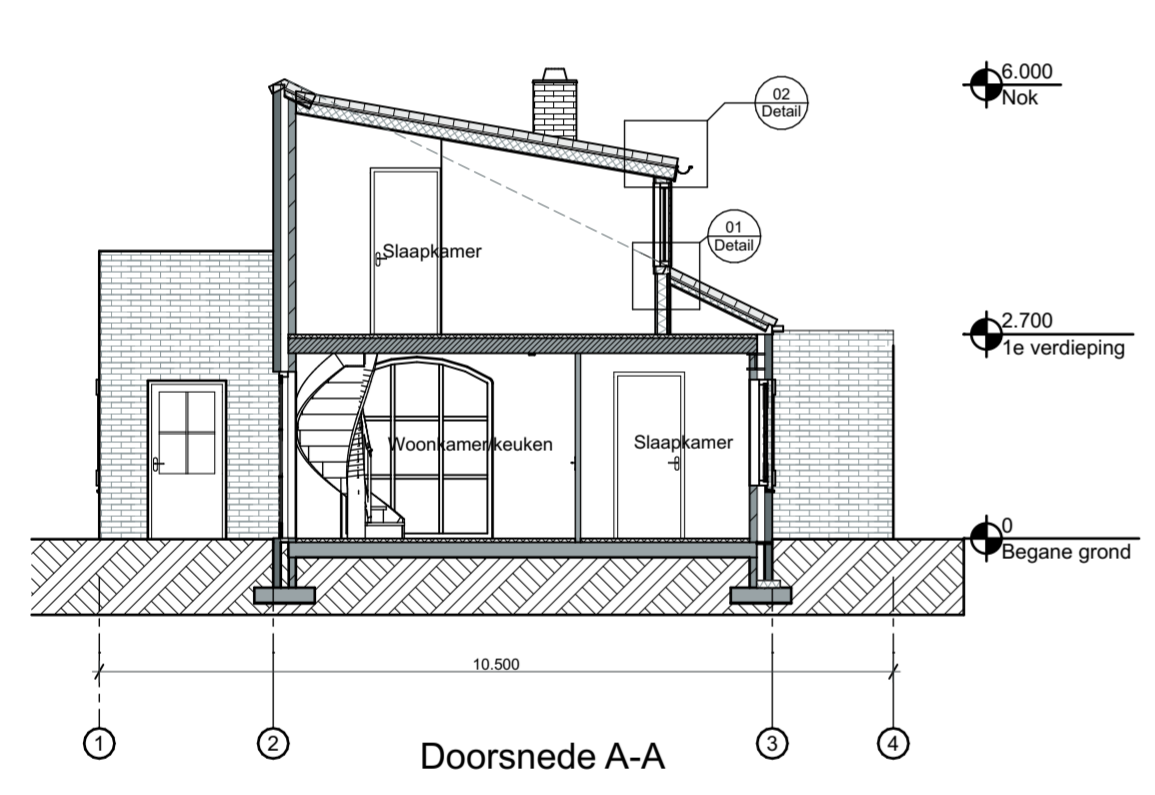 6.000
Nok
02
Detail
01
Detail
Slaapkamer
2.700
1e verdieping
Woonkamer/keuken
Slaapkamer
0
Begane grond
10.500
1
2
3
4
Doorsnede A-A